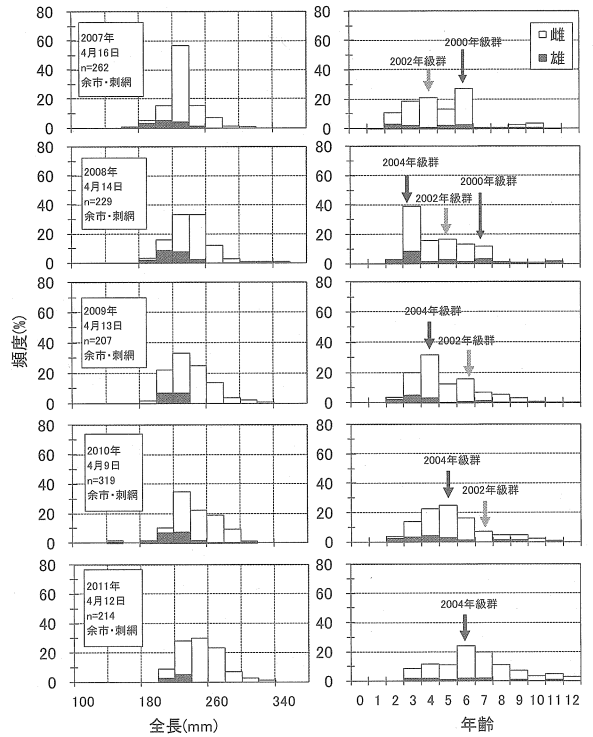 頻度(%)
80
60
40
20
0
2007年
4月16日
n=262
余市・刺網
2002年級群
2000年級群
雌
雄
80
60
40
20
0
2008年
4月14日
n=229
余市・刺網
2004年級群
2002年級群
2000年級群
80
60
40
20
0
2009年
4月13日
n=207
余市・刺網
2004年級群
2002年級群
80
60
40
20
0
2010年
4月9日
n=319
余市・刺網
2004年級群
2002年級群
80
60
40
20
0
2011年
4月12日
n=214
余市・刺網
2004年級群
100 180 260 340
全長(mm)
0 1 2 3 4 5 6 7 8 9 10 11 12
年齢